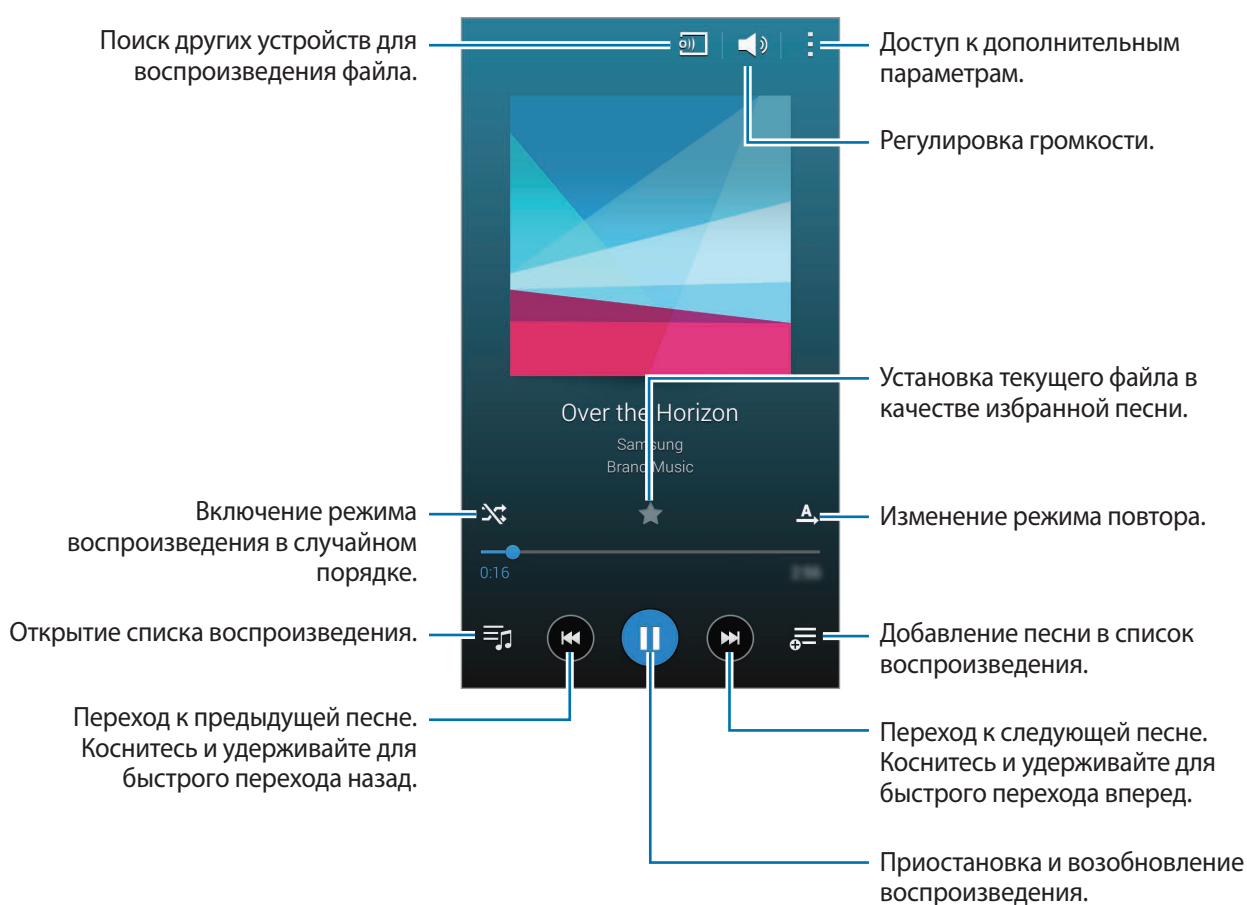 Поиск других устройств для
воспроизведения файла.
Доступ к дополнительным
параметрам.
Регулировка громкости.
Установка текущего файла в
качестве избранной песни.
Over the Horizon
Samsung
Brand Music
Включение режима
воспроизведения в случайном
порядке.
A
Изменение режима повтора.
0:16
Открытие списка воспроизведения.
Добавление песни в список
воспроизведения.
Переход к предыдущей песне.
Коснитесь и удерживайте для
быстрого перехода назад.
Переход к следующей песне.
Коснитесь и удерживайте для
быстрого перехода вперед.
Приостановка и возобновление
воспроизведения.